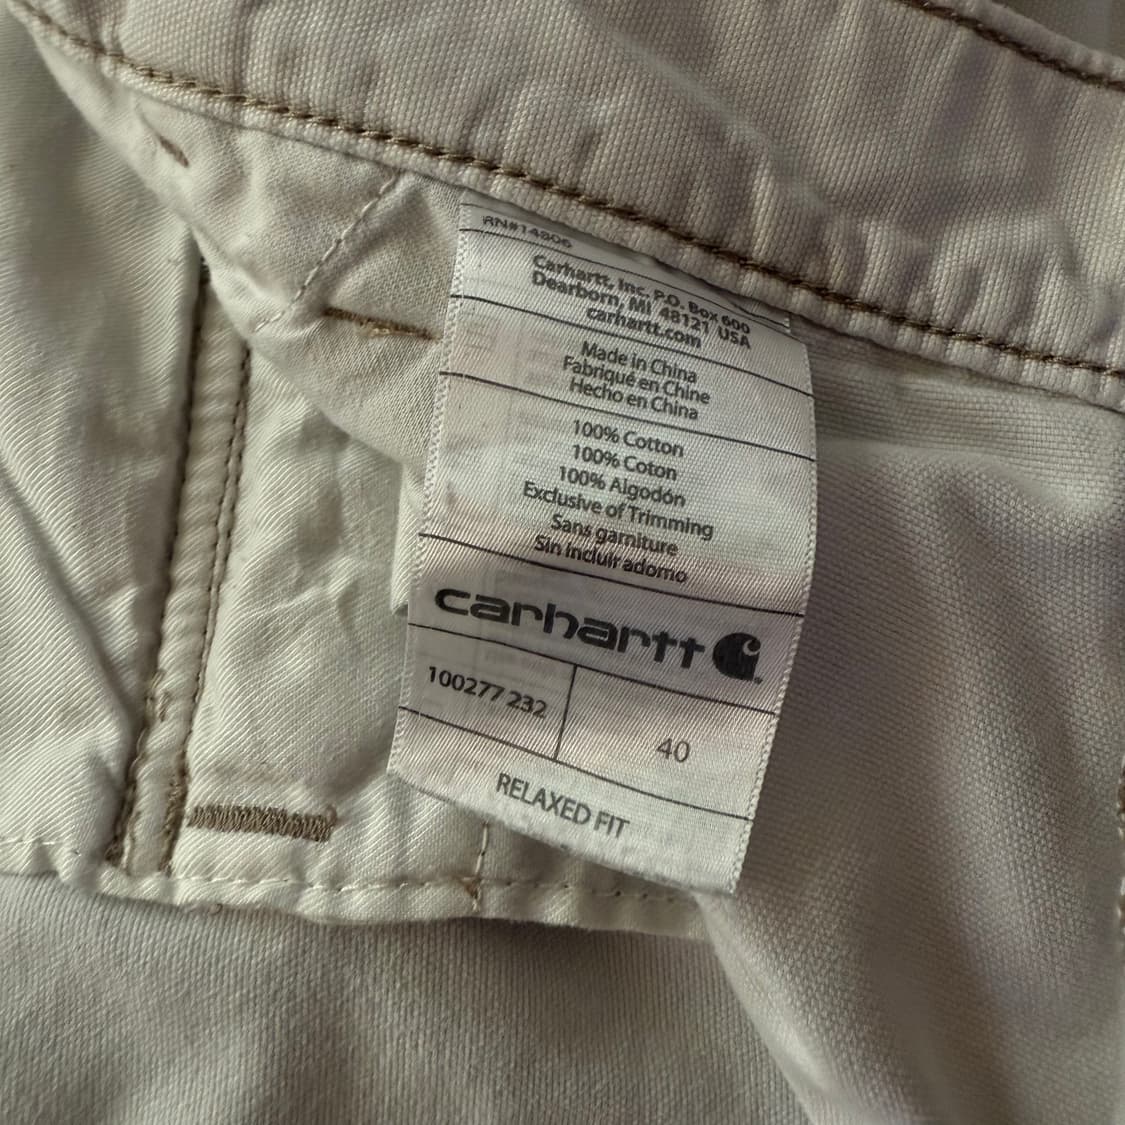 RN#14806
Carhartt, Inc. P.O. Box 600
Dearborn, MI 48121 USA
carhartt.com
Made in China
Fabriqué en Chine
Hecho en China
100% Cotton
100% Coton
100% Algodón
Exclusive of Trimming
Sans garniture
Sin incluir adorno
carhartt
100277 232
40
RELAXED FIT